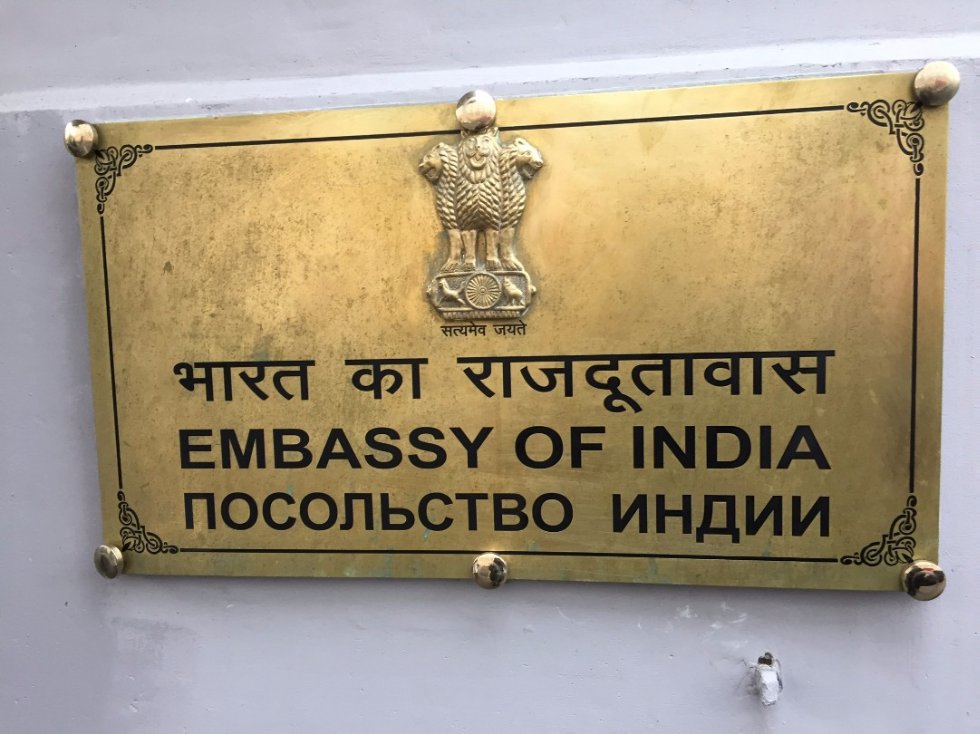 सत्यमेव जयते
भारत का राजदूतावास
EMBASSY OF INDIA
ПОСОЛЬСТВО ИНДИИ